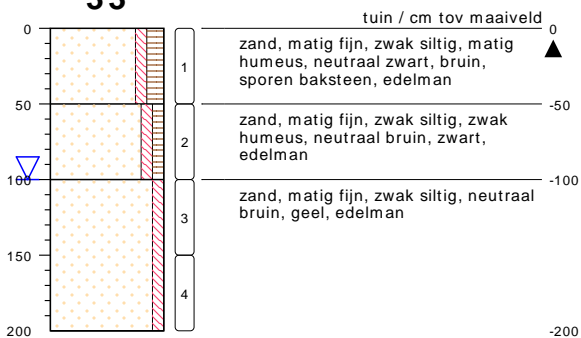 tuin / cm tov maaiveld
0
0
zand, matig fijn, zwak siltig, matig
humeus, neutraal zwart, bruin,
sporen baksteen, edelman
1
50
-50
zand, matig fijn, zwak siltig, zwak
humeus, neutraal bruin, zwart,
edelman
2
100
-100
zand, matig fijn, zwak siltig, neutraal
bruin, geel, edelman
3
150
4
200
-200